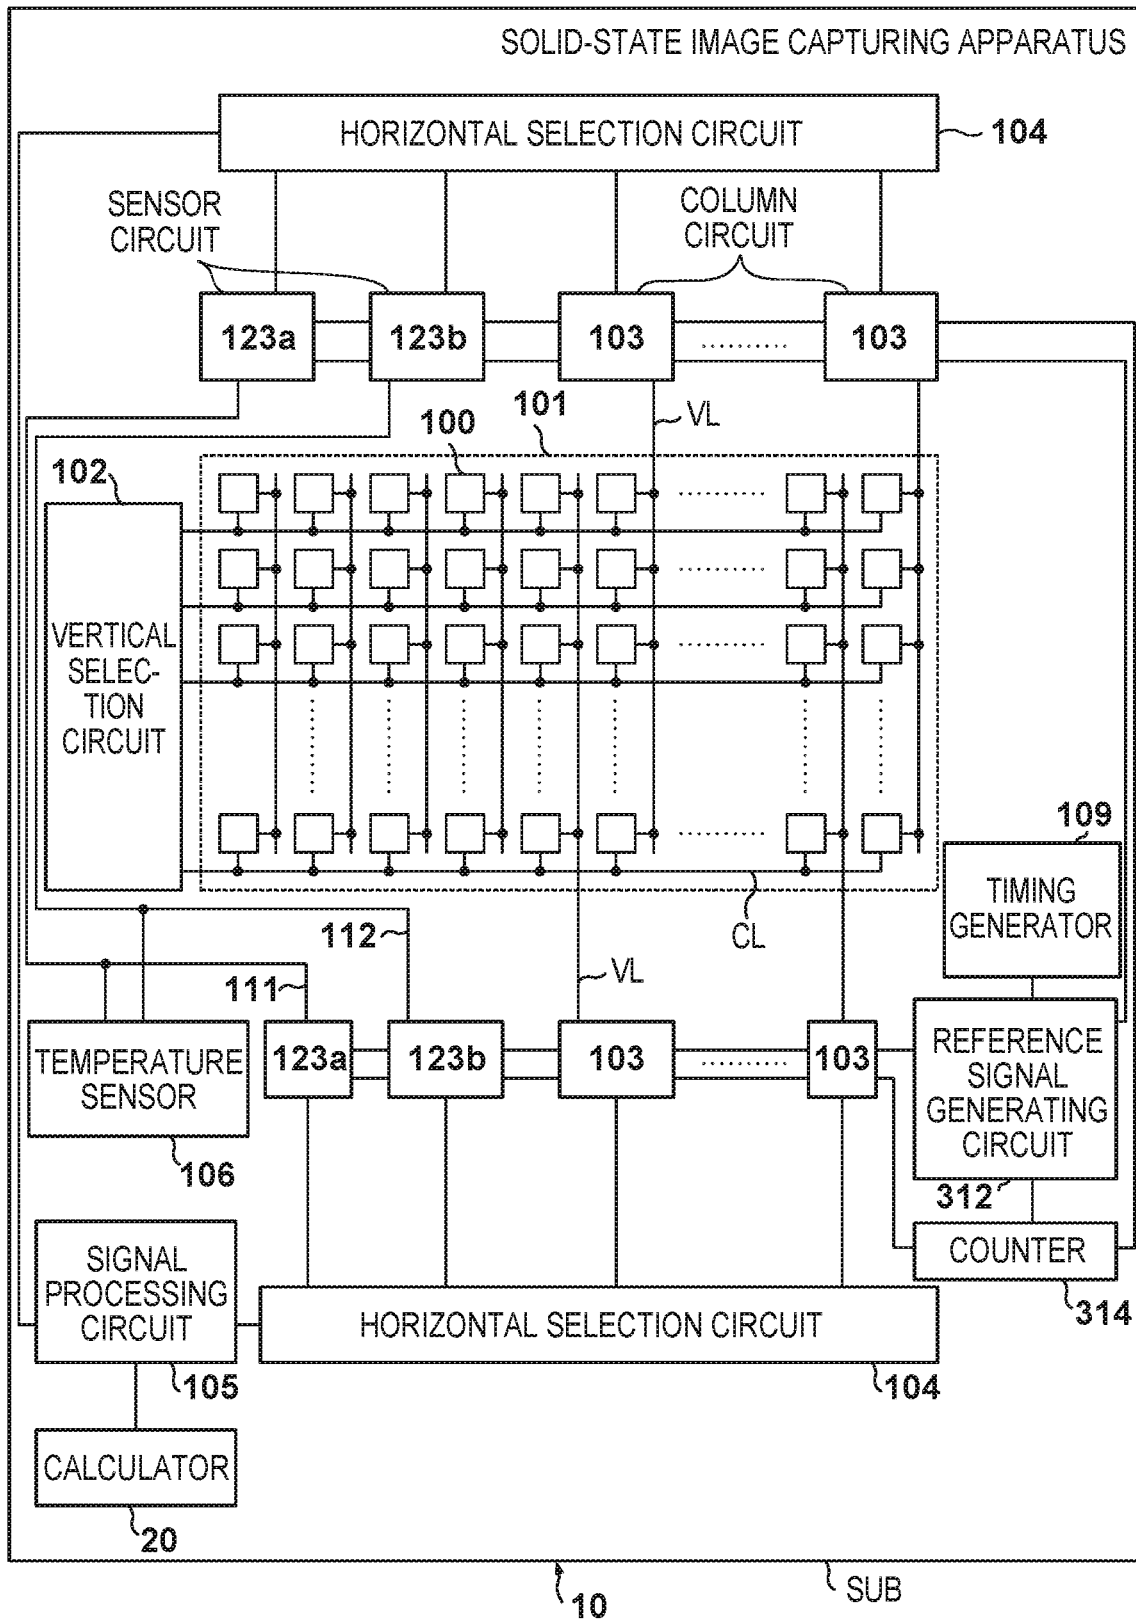 SOLID-STATE IMAGE CAPTURING APPARATUS
HORIZONTAL SELECTION CIRCUIT
104
SENSOR
CIRCUIT
COLUMN
CIRCUIT
123a
123b
103
103
VL
101
100
102
VERTICAL
SELEC-
TION
CIRCUIT
109
TIMING
GENERATOR
CL
112
111
VL
TEMPERATURE
SENSOR
106
123a
123b
103
103
REFERENCE
SIGNAL
GENERATING
CIRCUIT
312
COUNTER
314
SIGNAL
PROCESSING
CIRCUIT
105
HORIZONTAL SELECTION CIRCUIT
104
CALCULATOR
20
10
SUB